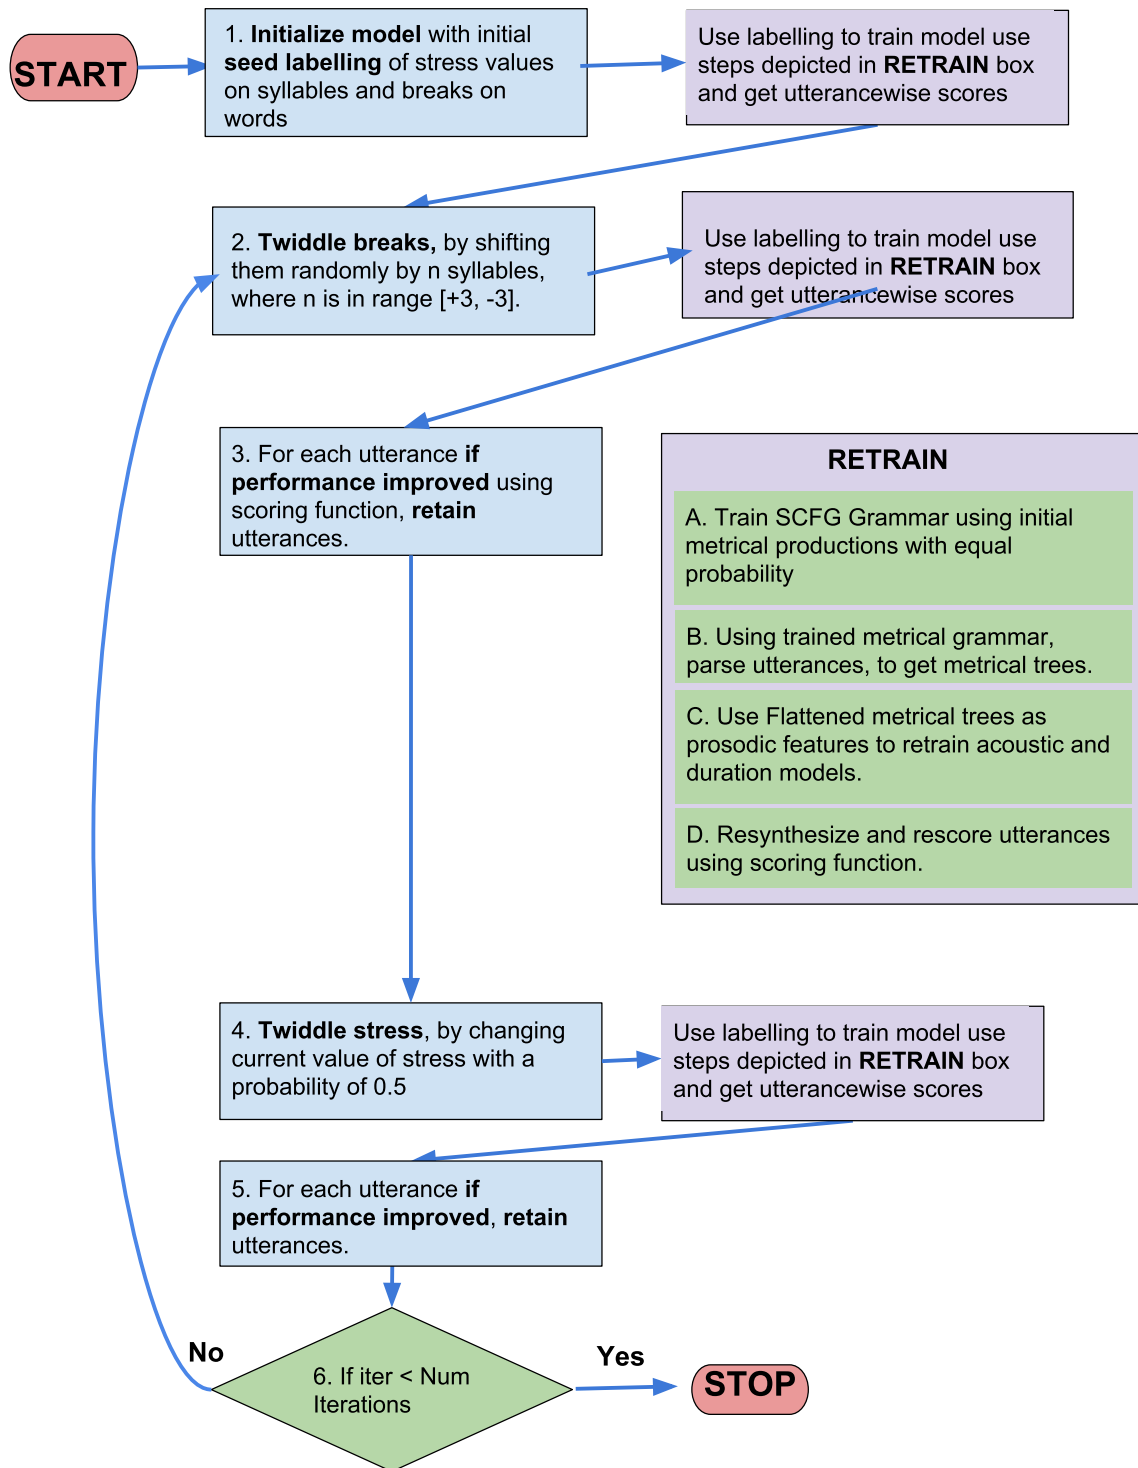 START
1. Initialize model with initial
seed labelling of stress values
on syllables and breaks on
words
Use labelling to train model use
steps depicted in RETRAIN box
and get utterancewise scores
2. Twiddle breaks, by shifting
them randomly by n syllables,
where n is in range [+3, -3].
Use labelling to train model use
steps depicted in RETRAIN box
and get utterancewise scores
3. For each utterance if
performance improved using
scoring function, retain
utterances.
RETRAIN
A. Train SCFG Grammar using initial
metrical productions with equal
probability
B. Using trained metrical grammar,
parse utterances, to get metrical trees.
C. Use Flattened metrical trees as
prosodic features to retrain acoustic and
duration models.
D. Resynthesize and rescore utterances
using scoring function.
4. Twiddle stress, by changing
current value of stress with a
probability of 0.5
Use labelling to train model use
steps depicted in RETRAIN box
and get utterancewise scores
5. For each utterance if
performance improved, retain
utterances.
No
6. If iter < Num
Iterations
Yes
STOP